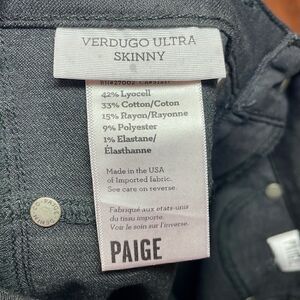 VERDUGO ULTRA
SKINNY
42% Lyocell
33% Cotton/Coton
15% Rayon/Rayonne
9% Polyester
1% Elastane/
Élasthanne
Made in the USA
of Imported fabric.
See care on reverse.
Fabriqué aux etats-unis
du tissu importé.
Voir le soin sur l'inverse.
PAIGE